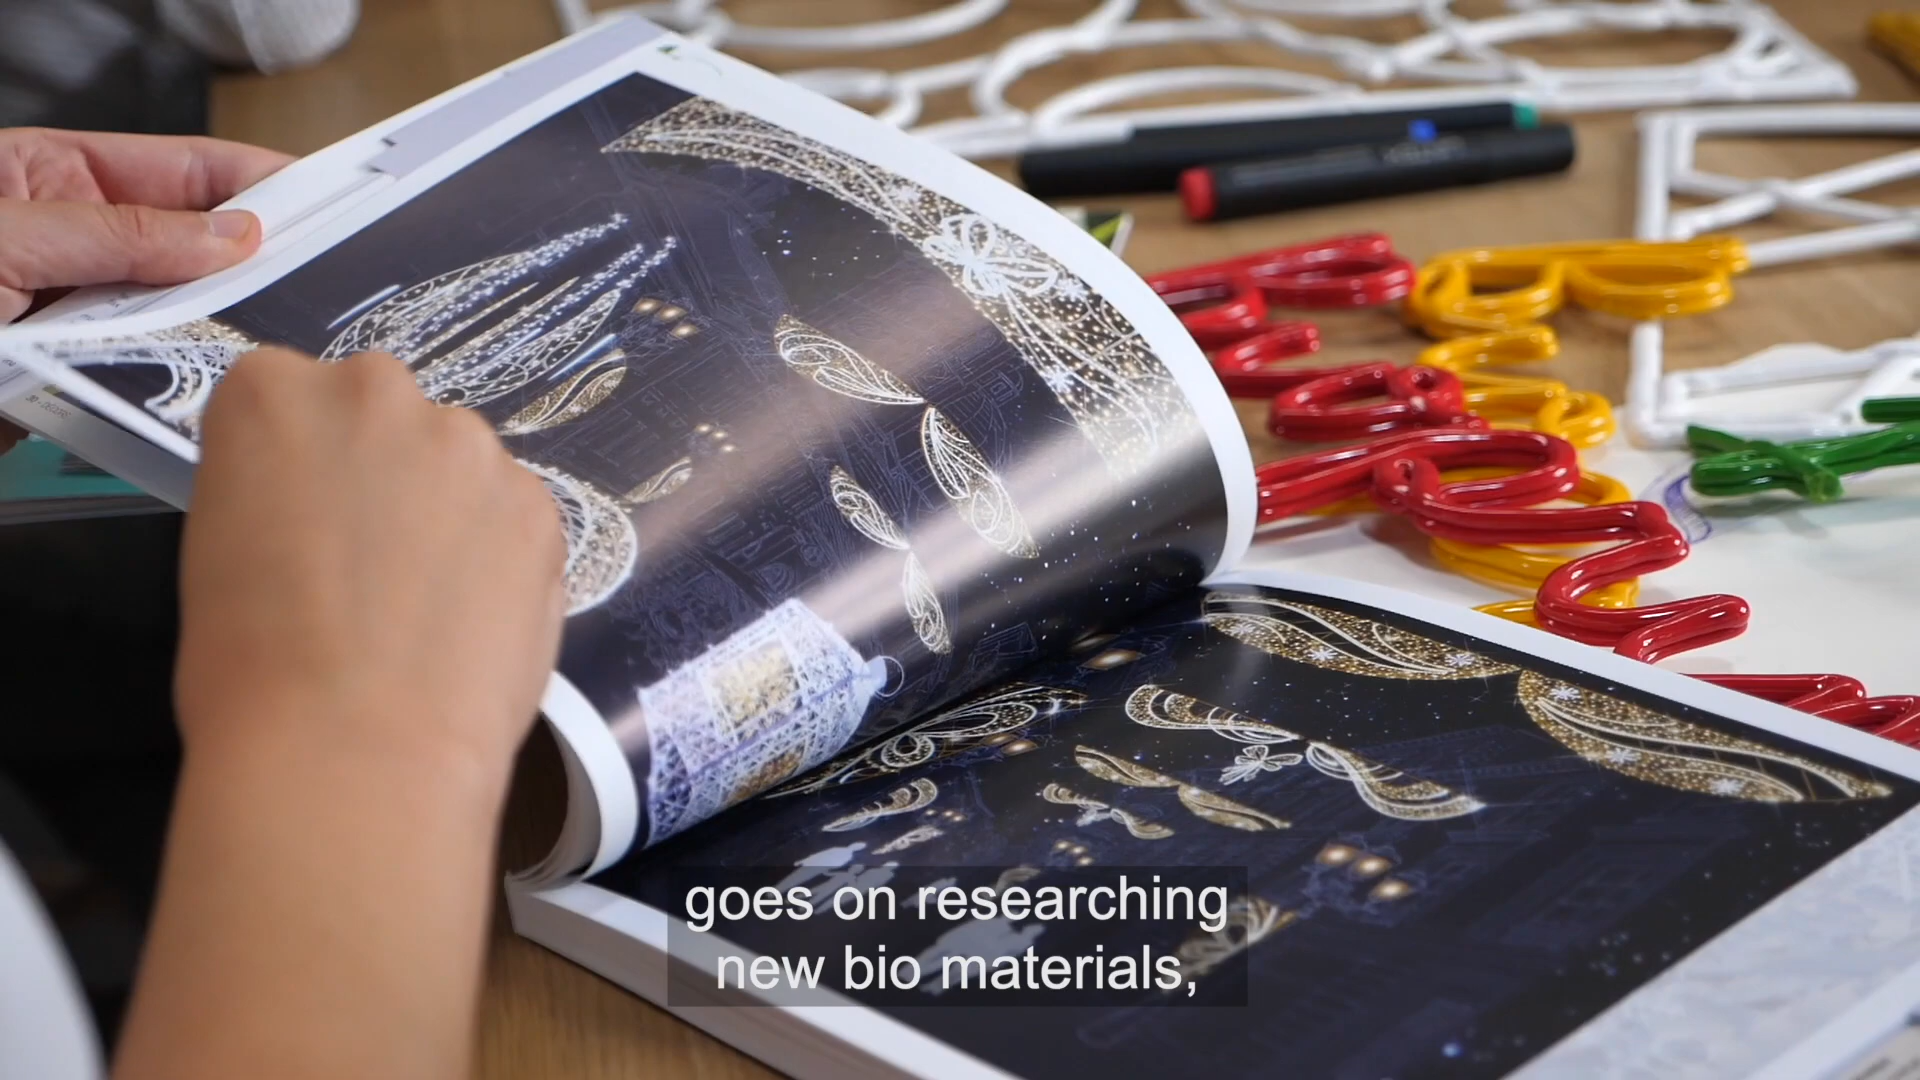 goes on researching
new bio materials,